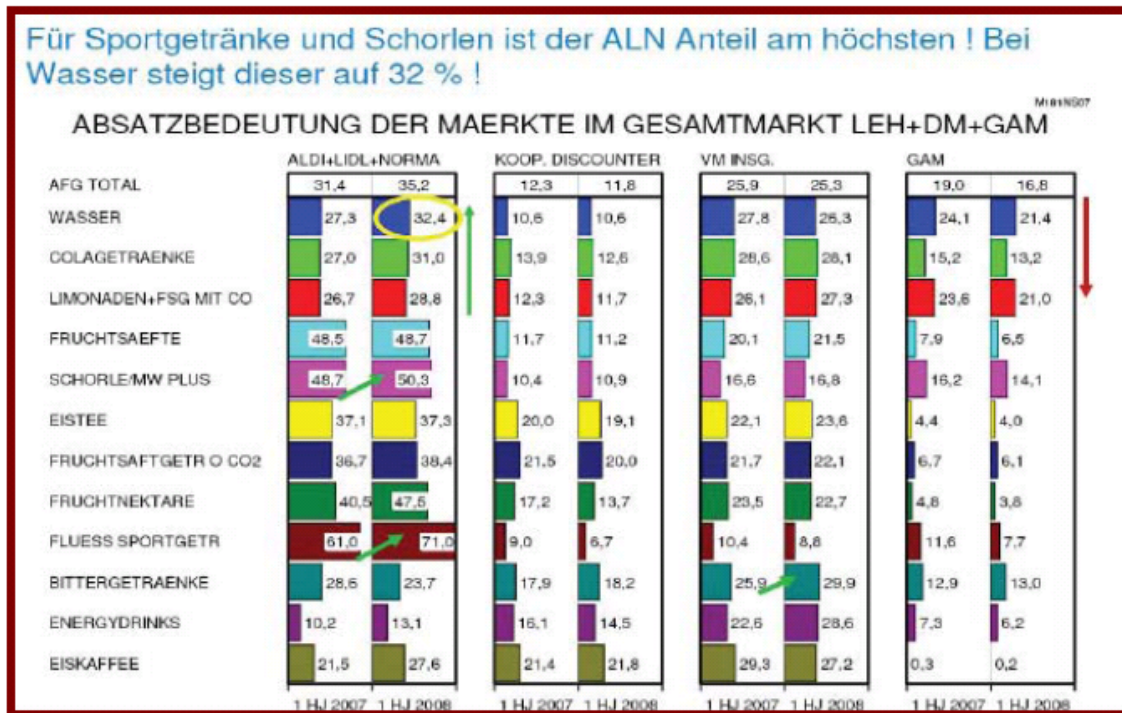 Für Sportgetränke und Schorlen ist der ALN Anteil am höchsten ! Bei
Wasser steigt dieser auf 32 % !
M181NS07
ABSATZBEDEUTUNG DER MAERKTE IM GESAMTMARKT LEH+DM+GAM
ALDI+LIDL+NORMA KOOP. DISCOUNTER VM INSG. GAM
AFG TOTAL 31,4 35,2 12,3 11,8 25,9 25,3 19,0 16,8
WASSER 27,3 32,4 10,6 10,6 27,8 26,3 24,1 21,4
COLAGETRAENKE 27,0 31,0 13,9 12,6 28,6 28,1 15,2 13,2
LIMONADEN+FSG MIT CO 26,7 28,8 12,3 11,7 26,1 27,3 23,6 21,0
FRUCHTSAEFTE 48,5 48,7 11,7 11,2 20,1 21,5 7,9 6,5
SCHORLE/MW PLUS 48,7 50,3 10,4 10,9 16,6 16,8 16,2 14,1
EISTEE 37,1 37,3 20,0 19,1 22,1 23,6 4,4 4,0
FRUCHTSAFTGETR O CO2 36,7 38,4 21,5 20,0 21,7 22,1 6,7 6,1
FRUCHTNEKTARE 40,5 47,5 17,2 13,7 23,5 22,7 4,8 3,8
FLUESS SPORTGETR 61,0 71,0 9,0 6,7 10,4 8,8 11,6 7,7
BITTERGETRAENKE 28,6 23,7 17,9 18,2 25,9 29,9 12,9 13,0
ENERGYDRINKS 10,2 13,1 16,1 14,5 22,6 28,6 7,3 6,2
EISKAFFEE 21,5 27,6 21,4 21,8 29,3 27,2 0,3 0,2
1 HJ 2007 1 HJ 2008 1 HJ 2007 1 HJ 2008 1 HJ 2007 1 HJ 2008 1 HJ 2007 1 HJ 2008